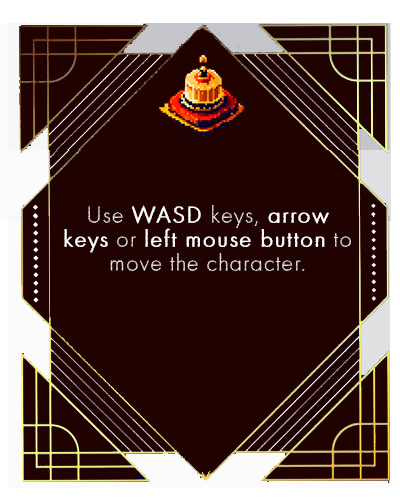 Use WASD keys, arrow
keys or left mouse button to
move the character.